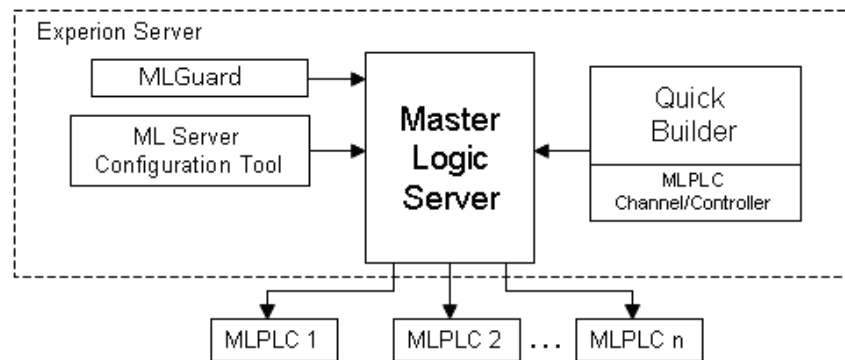 Experion Server
MLGuard
ML Server
Configuration Tool
Master
Logic
Server
Quick
Builder
MLPLC
Channel/Controller
MLPLC 1
MLPLC 2
...
MLPLC n